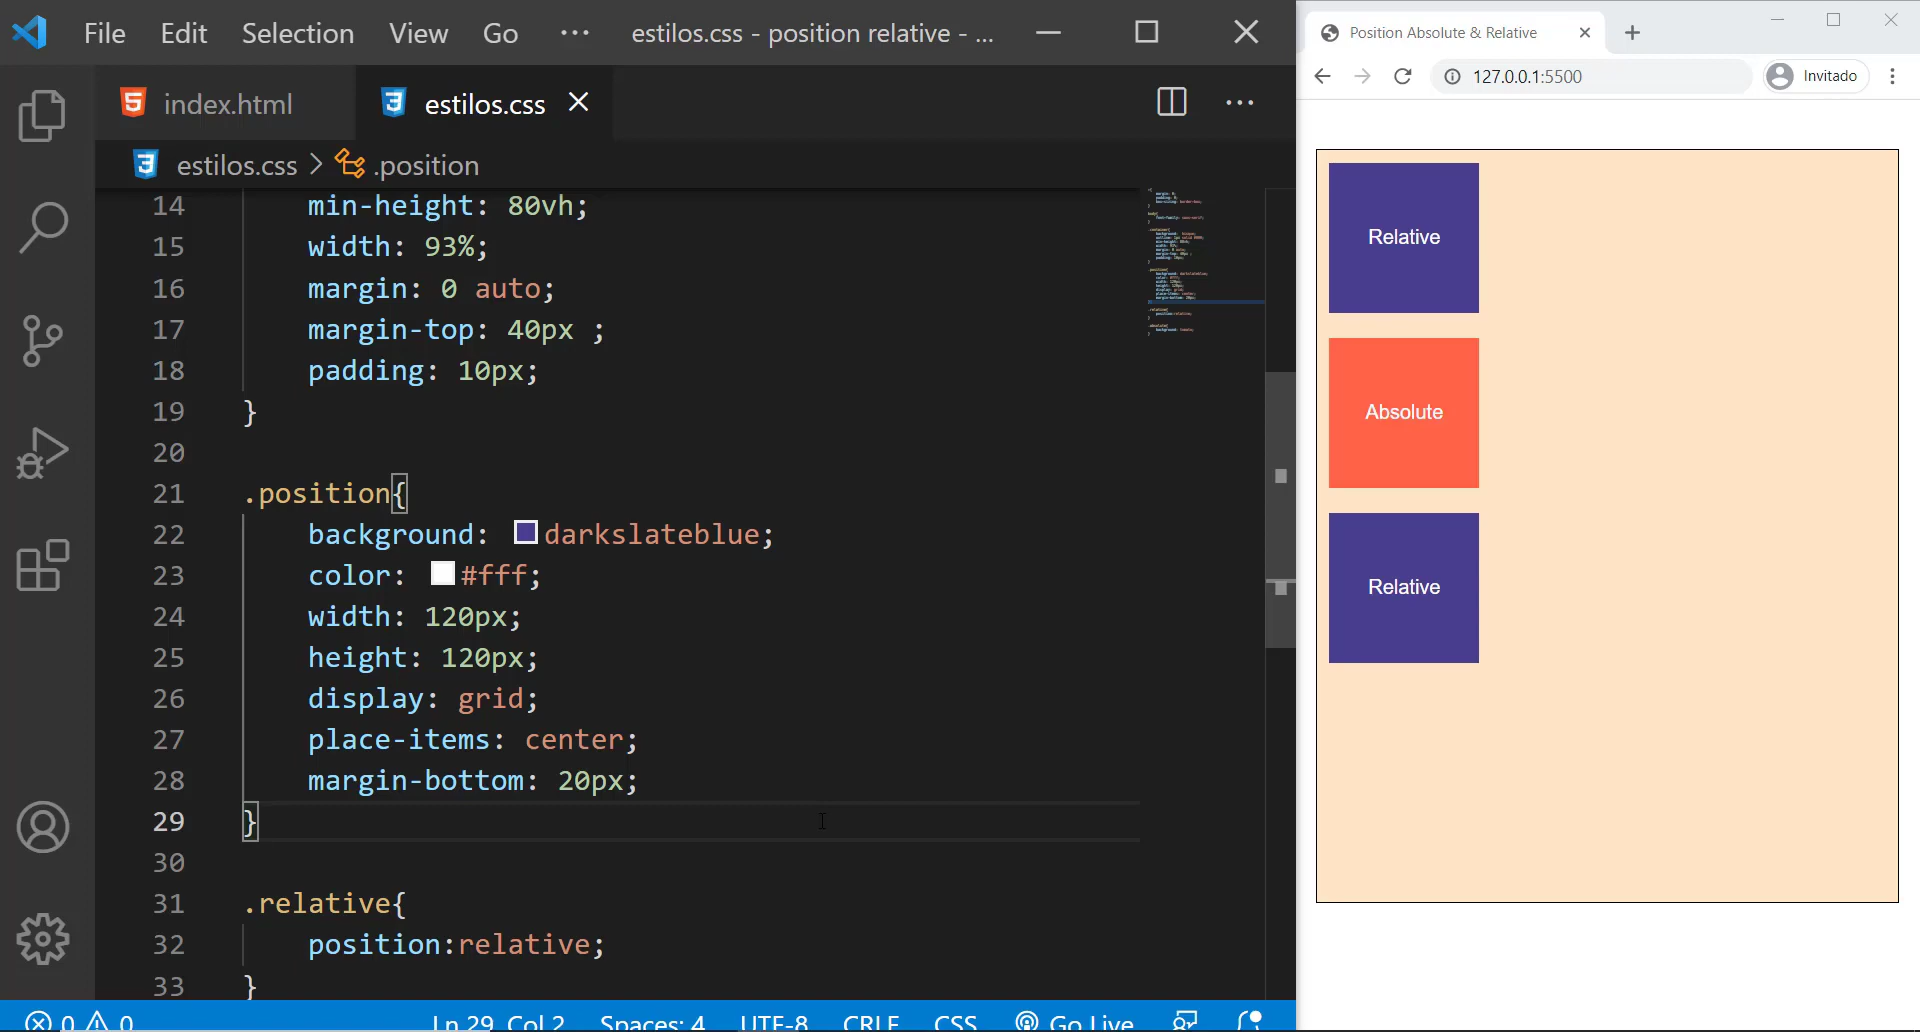 File Edit Selection View Go ··· estilos.css - position relative - ...
index.html estilos.css
estilos.css > .position
14 min-height: 80vh;
15 width: 93%;
16 margin: 0 auto;
17 margin-top: 40px ;
18 padding: 10px;
19 }
20
21 .position{
22 background: darkslateblue;
23 color: #fff;
24 width: 120px;
25 height: 120px;
26 display: grid;
27 place-items: center;
28 margin-bottom: 20px;
29 }
30
31 .relative{
32 position:relative;
33 }
0 0 Ln 29, Col 2 Spaces: 4 UTF-8 CRLF CSS Go Live
Position Absolute & Relative
127.0.0.1:5500 Invitado
Relative
Absolute
Relative